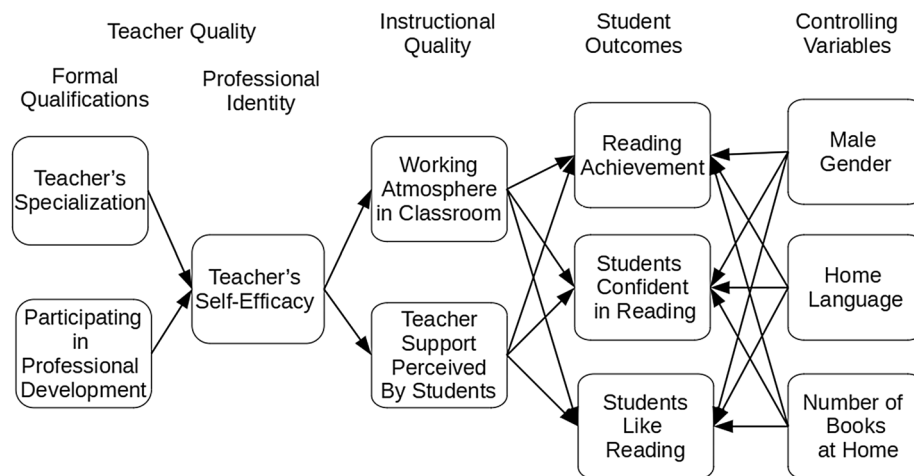 Teacher Quality
Instructional
Quality
Student
Outcomes
Controlling
Variables
Formal
Qualifications
Professional
Identity
Teacher's
Specialization
Participating
in
Professional
Development
Teacher's
Self-Efficacy
Working
Atmosphere
in Classroom
Teacher
Support
Perceived
By Students
Reading
Achievement
Students
Confident
in Reading
Students
Like
Reading
Male
Gender
Home
Language
Number of
Books
at Home